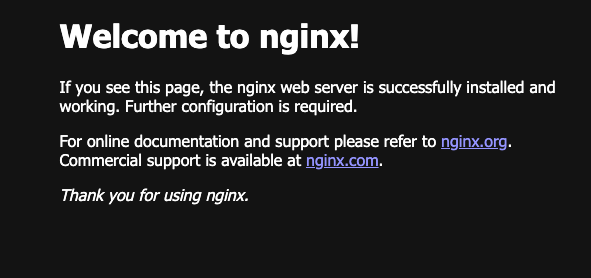 Welcome to nginx!
If you see this page, the nginx web server is successfully installed and
working. Further configuration is required.
For online documentation and support please refer to nginx.org.
Commercial support is available at nginx.com.
Thank you for using nginx.